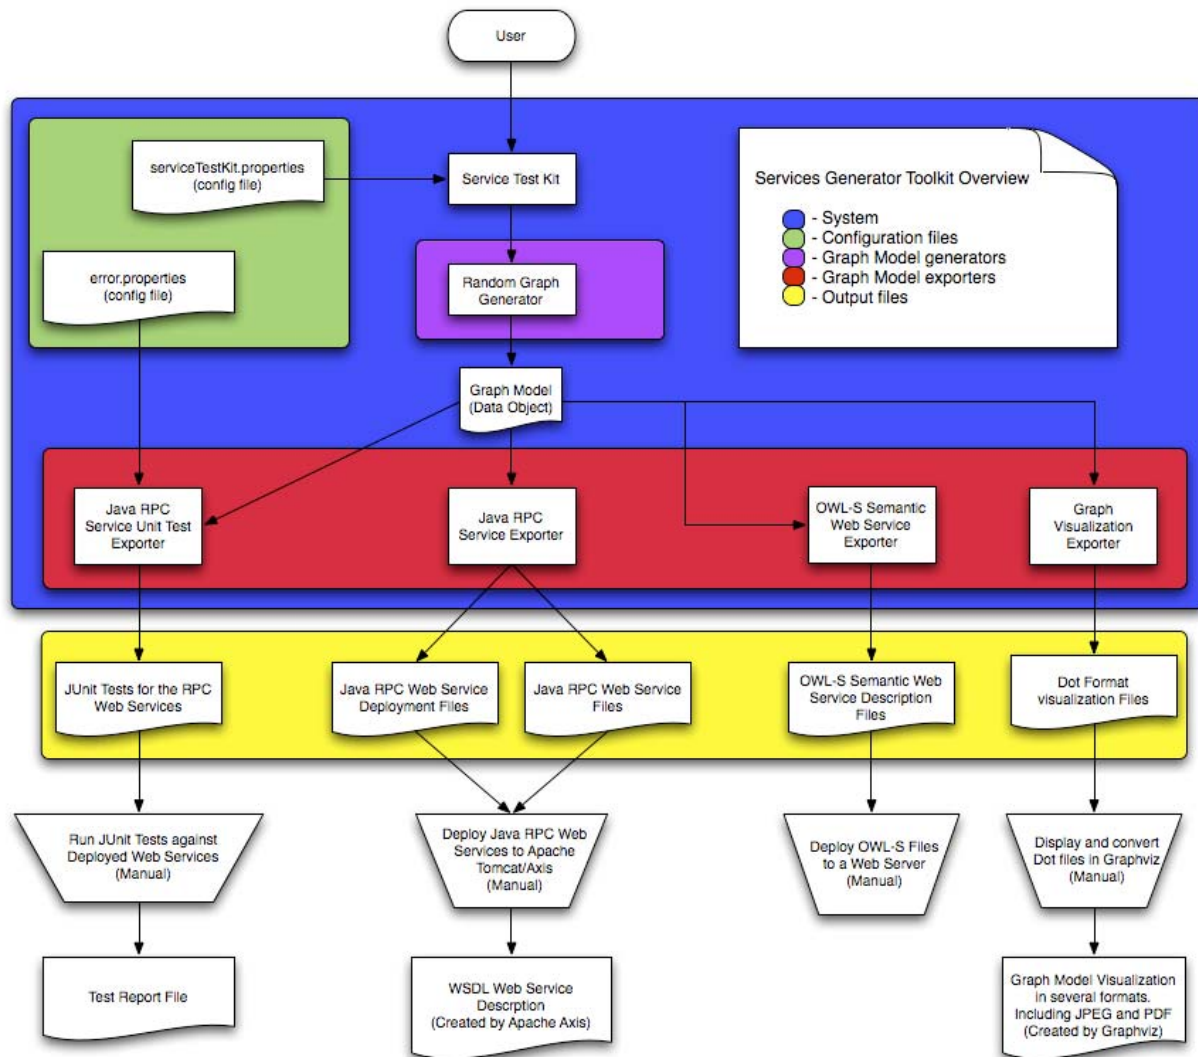 User
serviceTestKit.properties
(config file)
Service Test Kit
Services Generator Toolkit Overview
- System
- Configuration files
- Graph Model generators
- Graph Model exporters
- Output files
error.properties
(config file)
Random Graph
Generator
Graph Model
(Data Object)
Java RPC
Service Unit Test
Exporter
Java RPC
Service Exporter
OWL-S Semantic
Web Service
Exporter
Graph
Visualization
Exporter
JUnit Tests for the RPC
Web Services
Java RPC Web Service
Deployment Files
Java RPC Web Service
Files
OWL-S Semantic Web
Service Description
Files
Dot Format
visualization Files
Run JUnit Tests against
Deployed Web Services
(Manual)
Deploy Java RPC Web
Services to Apache
Tomcat/Axis
(Manual)
Deploy OWL-S Files
to a Web Server
(Manual)
Display and convert
Dot files in Graphviz
(Manual)
Test Report File
WSDL Web Service
Descrption
(Created by Apache Axis)
Graph Model Visualization
in several formats.
Including JPEG and PDF
(Created by Graphviz)